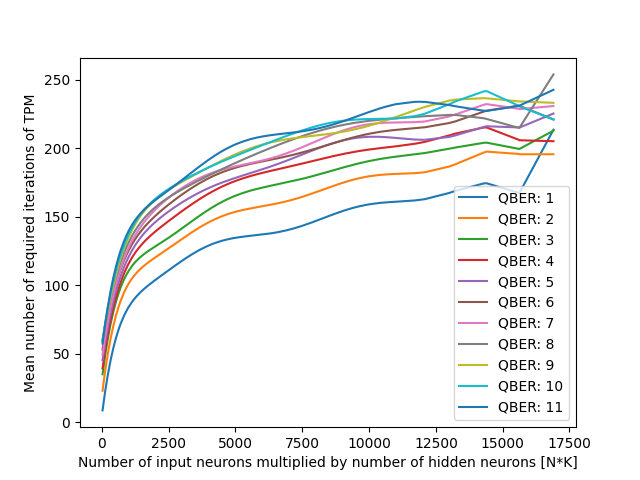 250
200
150
100
50
0
Mean number of required iterations of TPM
QBER: 1
QBER: 2
QBER: 3
QBER: 4
QBER: 5
QBER: 6
QBER: 7
QBER: 8
QBER: 9
QBER: 10
QBER: 11
0 2500 5000 7500 10000 12500 15000 17500
Number of input neurons multiplied by number of hidden neurons [N*K]